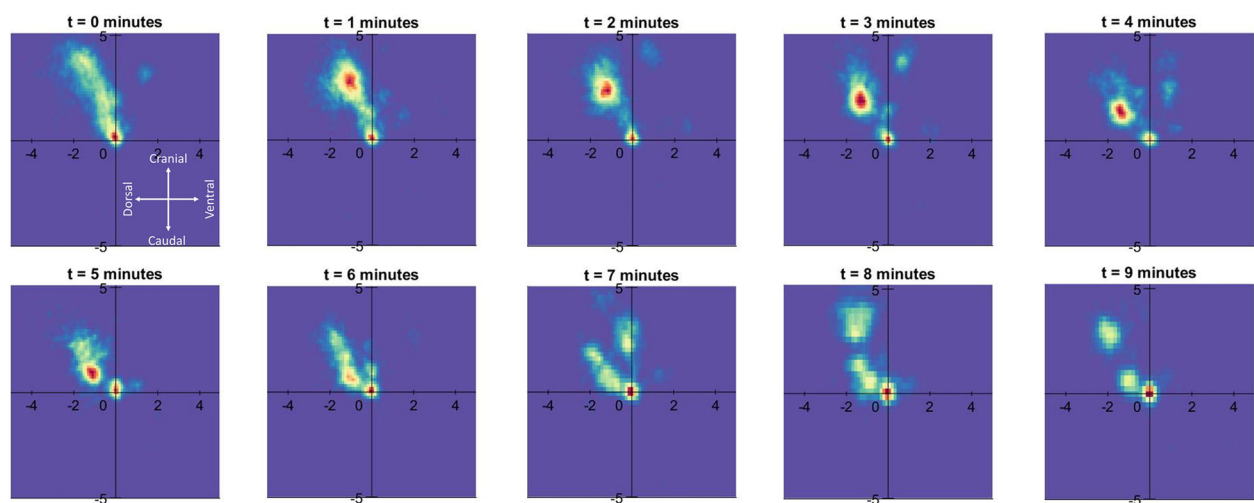 t = 0 minutes
5
-4 -2 0 2 4
Cranial
Dorsal
Ventral
Caudal
-5
t = 1 minutes
5
-4 -2 0 2 4
-5
t = 2 minutes
5
-4 -2 0 2 4
-5
t = 3 minutes
5
-4 -2 0 2 4
-5
t = 4 minutes
5
-4 -2 0 2 4
-5
t = 5 minutes
5
-4 -2 0 2 4
-5
t = 6 minutes
5
-4 -2 0 2 4
-5
t = 7 minutes
5
-4 -2 0 2 4
-5
t = 8 minutes
5
-4 -2 0 2 4
-5
t = 9 minutes
5
-4 -2 0 2 4
-5